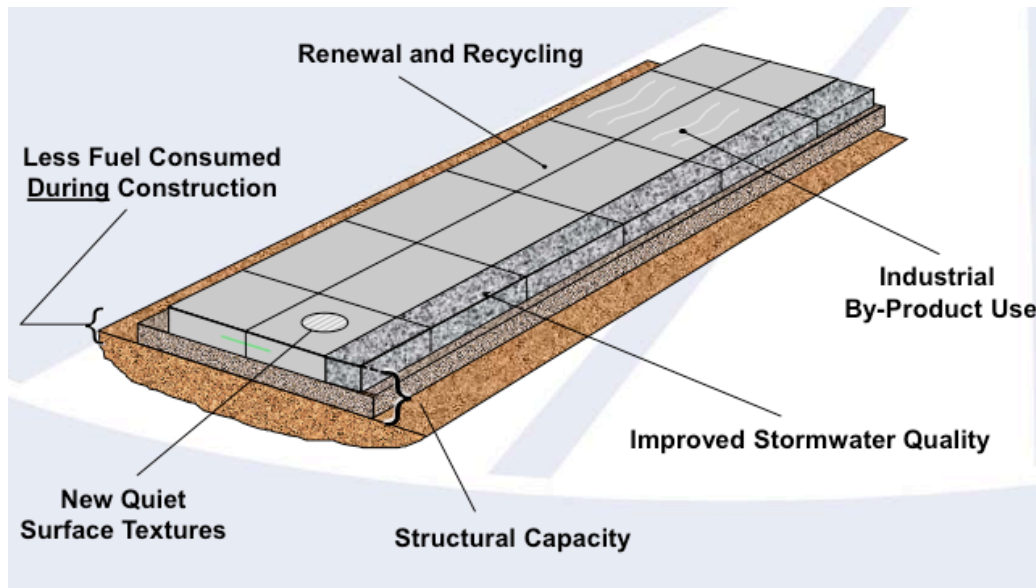 Renewal and Recycling
Less Fuel Consumed
During Construction
Industrial
By-Product Use
Improved Stormwater Quality
New Quiet
Surface Textures
Structural Capacity